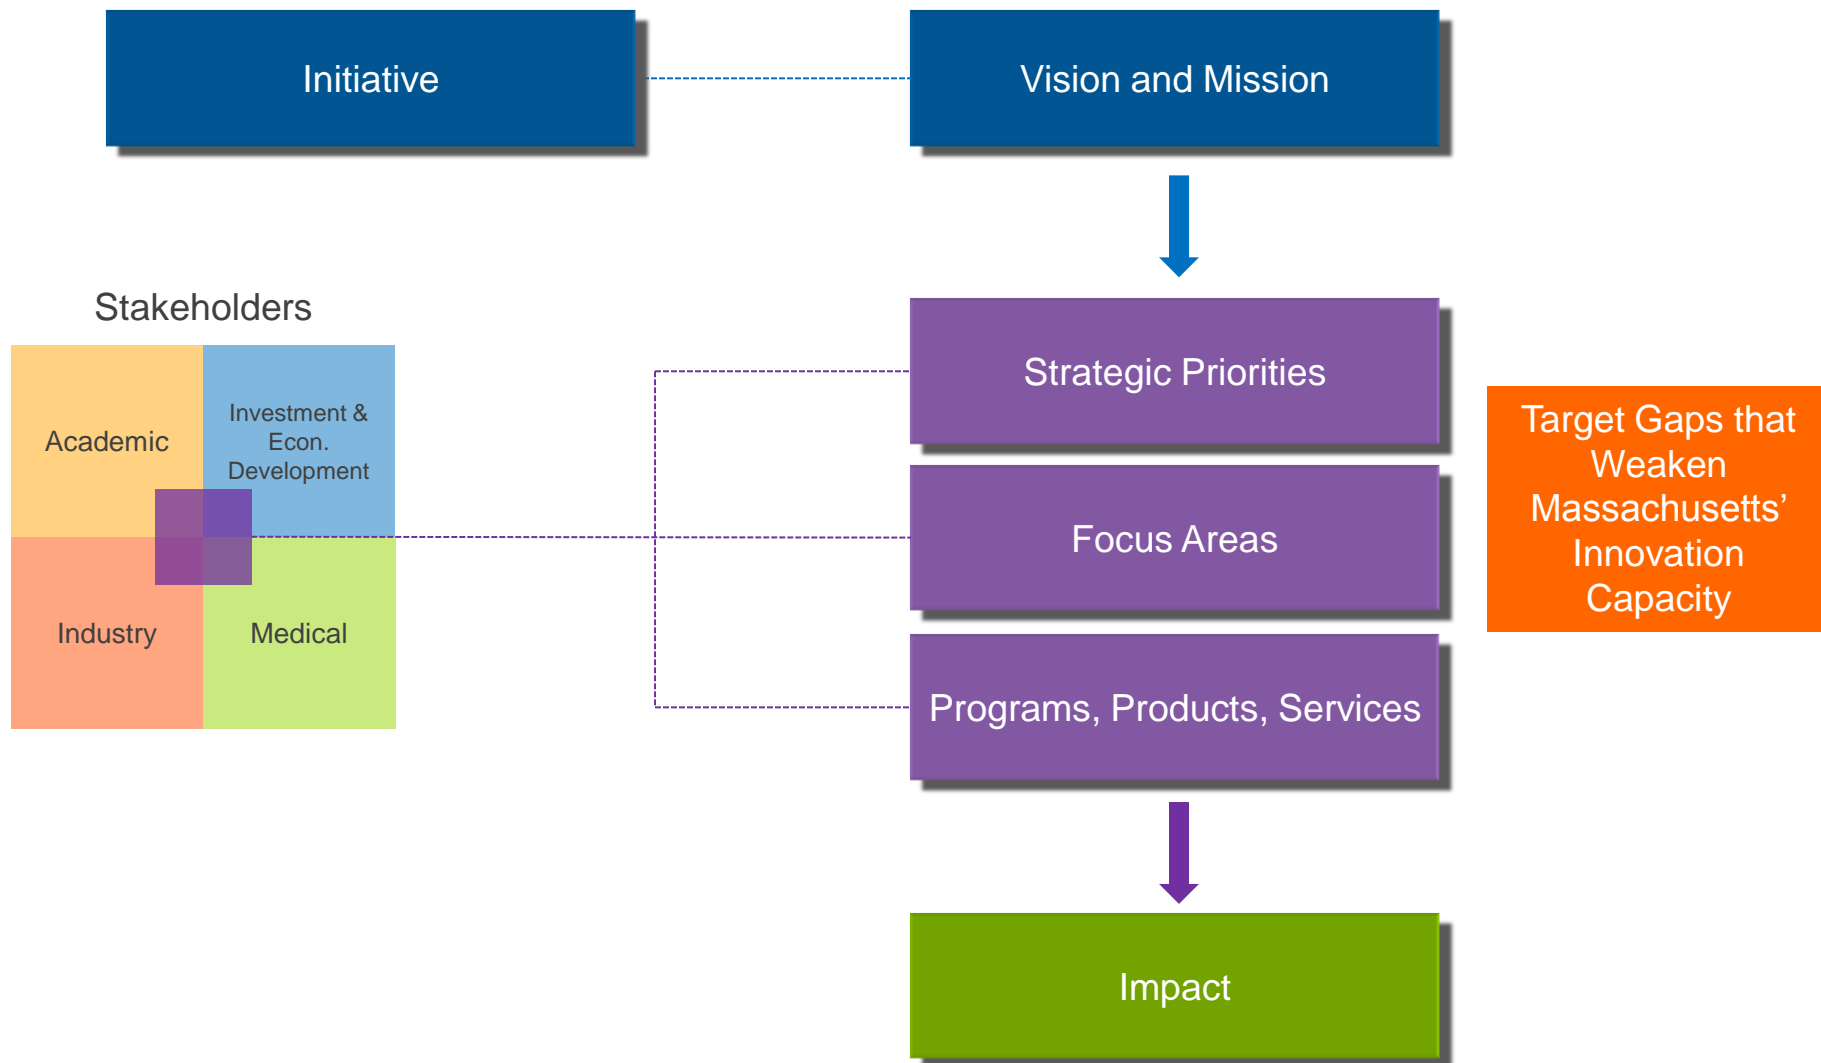 Initiative
Vision and Mission
Stakeholders
Academic
Investment &
Econ.
Development
Industry
Medical
Strategic Priorities
Focus Areas
Programs, Products, Services
Target Gaps that
Weaken
Massachusetts’
Innovation
Capacity
Impact